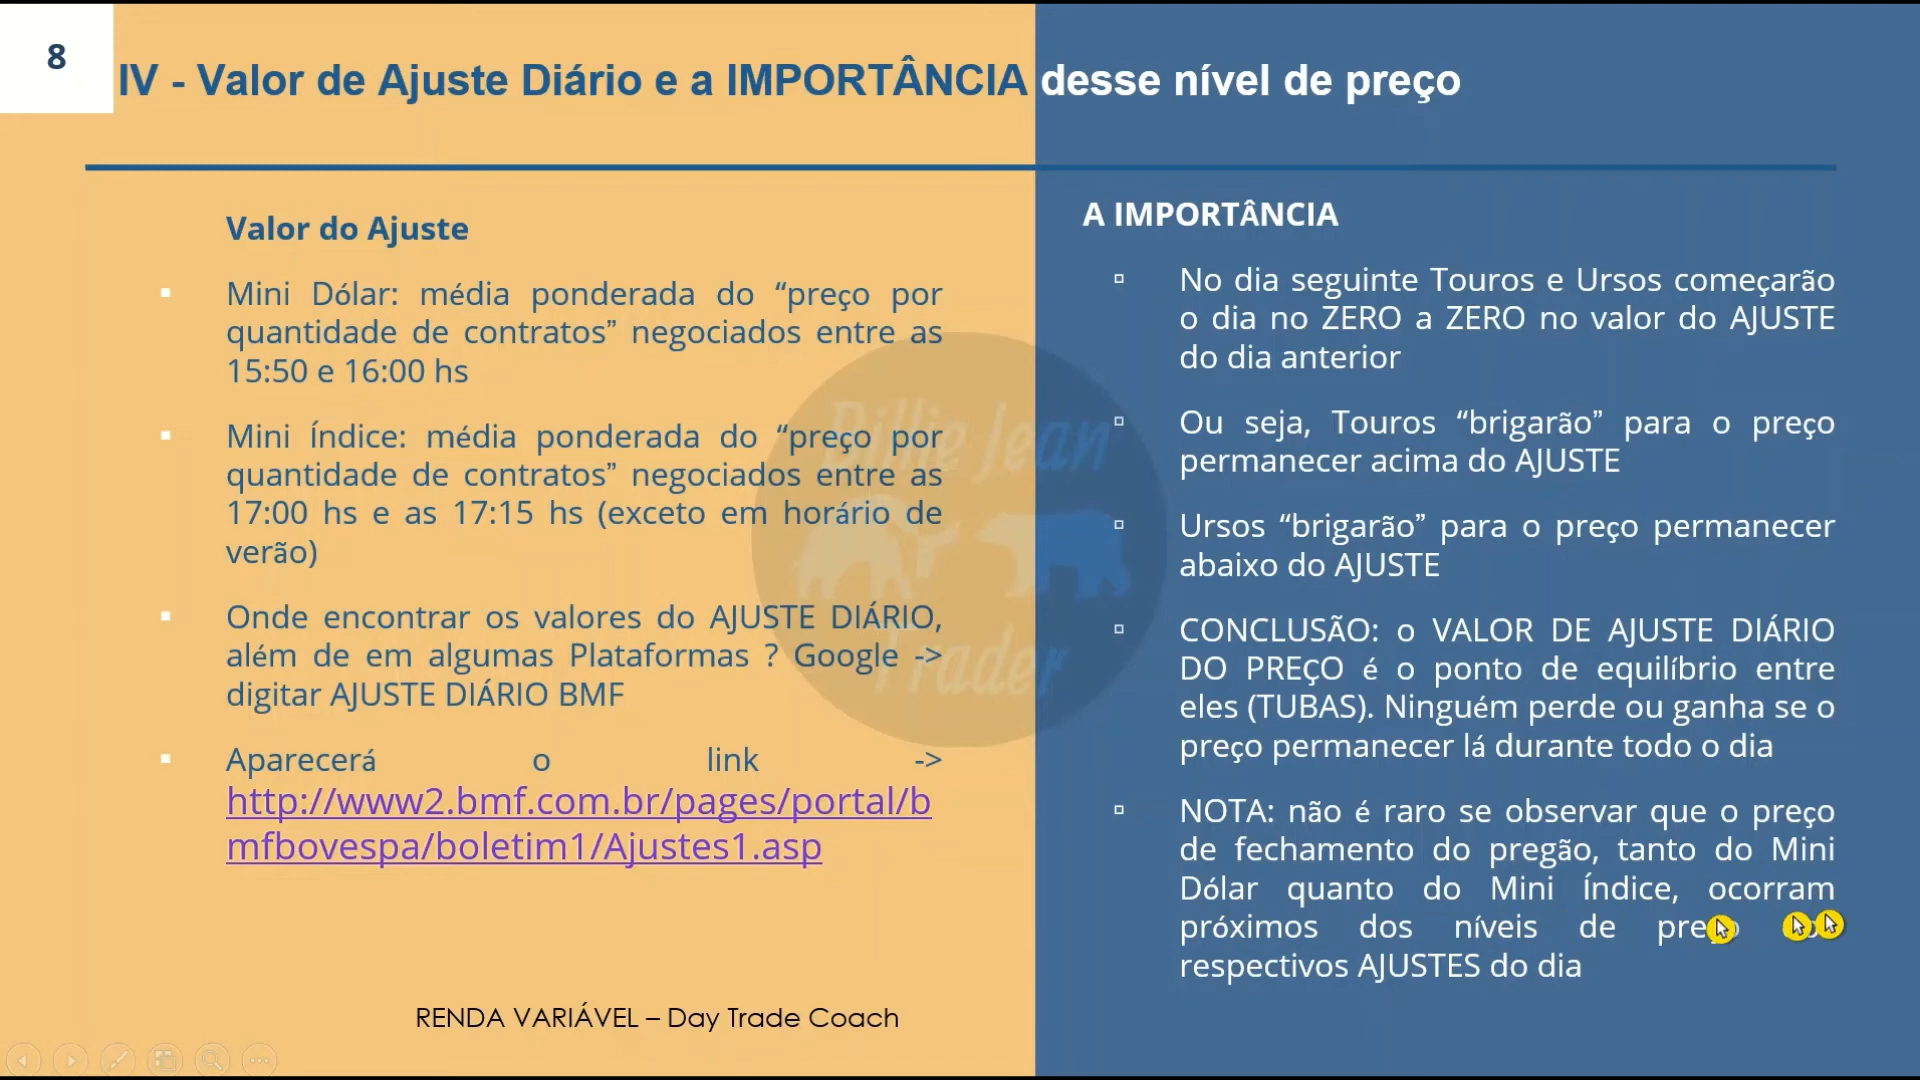 8
IV - Valor de Ajuste Diário e a IMPORTÂNCIA desse nível de preço
Valor do Ajuste
Mini Dólar: média ponderada do “preço por
quantidade de contratos” negociados entre as
15:50 e 16:00 hs
Mini Índice: média ponderada do “preço por
quantidade de contratos” negociados entre as
17:00 hs e as 17:15 hs (exceto em horário de
verão)
Onde encontrar os valores do AJUSTE DIÁRIO,
além de em algumas Plataformas ? Google ->
digitar AJUSTE DIÁRIO BMF
Aparecerá o link ->
http://www2.bmf.com.br/pages/portal/b
mfbovespa/boletim1/Ajustes1.asp
A IMPORTÂNCIA
No dia seguinte Touros e Ursos começarão
o dia no ZERO a ZERO no valor do AJUSTE
do dia anterior
Ou seja, Touros “brigarão” para o preço
permanecer acima do AJUSTE
Ursos “brigarão” para o preço permanecer
abaixo do AJUSTE
CONCLUSÃO: o VALOR DE AJUSTE DIÁRIO
DO PREÇO é o ponto de equilíbrio entre
eles (TUBAS). Ninguém perde ou ganha se o
preço permanecer lá durante todo o dia
NOTA: não é raro se observar que o preço
de fechamento do pregão, tanto do Mini
Dólar quanto do Mini Índice, ocorram
próximos dos níveis de preço
respectivos AJUSTES do dia
Billie Jean
Trader
RENDA VARIÁVEL – Day Trade Coach